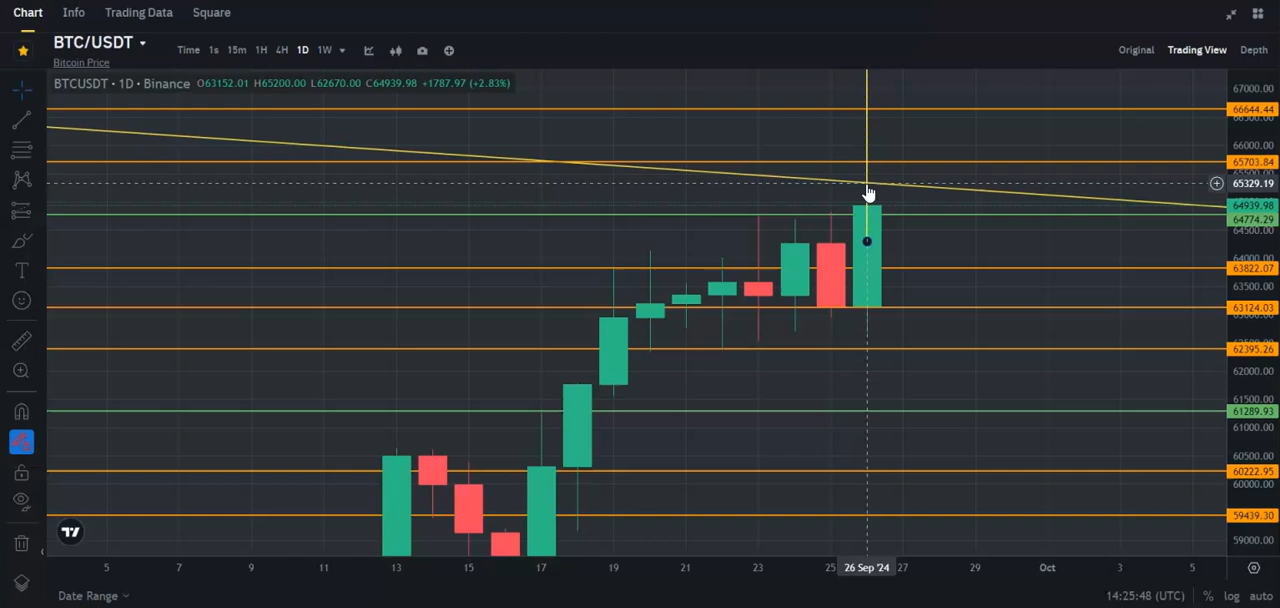 Chart Info Trading Data Square
BTC/USDT
Bitcoin Price
Time 1s 15m 1H 4H 1D 1W
Original Trading View Depth
BTCUSDT · 1D · Binance O63152.01 H65200.00 L62670.00 C64939.98 +1787.97 (+2.83%)
67000.00
66644.44
66500.00
66000.00
65703.84
65329.19
64939.98
64774.29
64500.00
64000.00
63822.07
63500.00
63124.03
62395.26
62000.00
61500.00
61289.93
61000.00
60500.00
60222.95
60000.00
59439.30
59000.00
5 7 9 11 13 15 17 19 21 23 25 26 Sep '24 27 29 Oct 3 5
Date Range 14:25:48 (UTC) % log auto